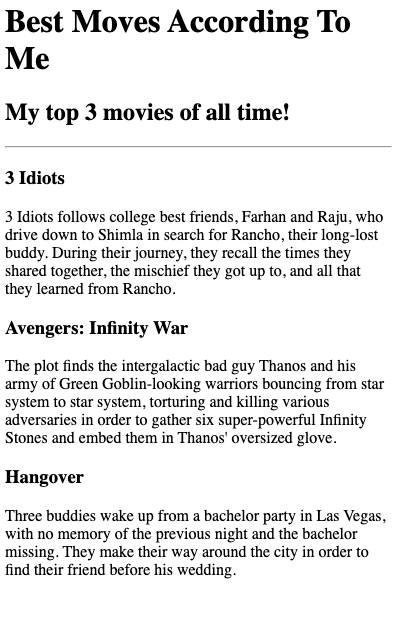 Best Moves According To
Me
My top 3 movies of all time!
3 Idiots
3 Idiots follows college best friends, Farhan and Raju, who
drive down to Shimla in search for Rancho, their long-lost
buddy. During their journey, they recall the times they
shared together, the mischief they got up to, and all that
they learned from Rancho.
Avengers: Infinity War
The plot finds the intergalactic bad guy Thanos and his
army of Green Goblin-looking warriors bouncing from star
system to star system, torturing and killing various
adversaries in order to gather six super-powerful Infinity
Stones and embed them in Thanos' oversized glove.
Hangover
Three buddies wake up from a bachelor party in Las Vegas,
with no memory of the previous night and the bachelor
missing. They make their way around the city in order to
find their friend before his wedding.